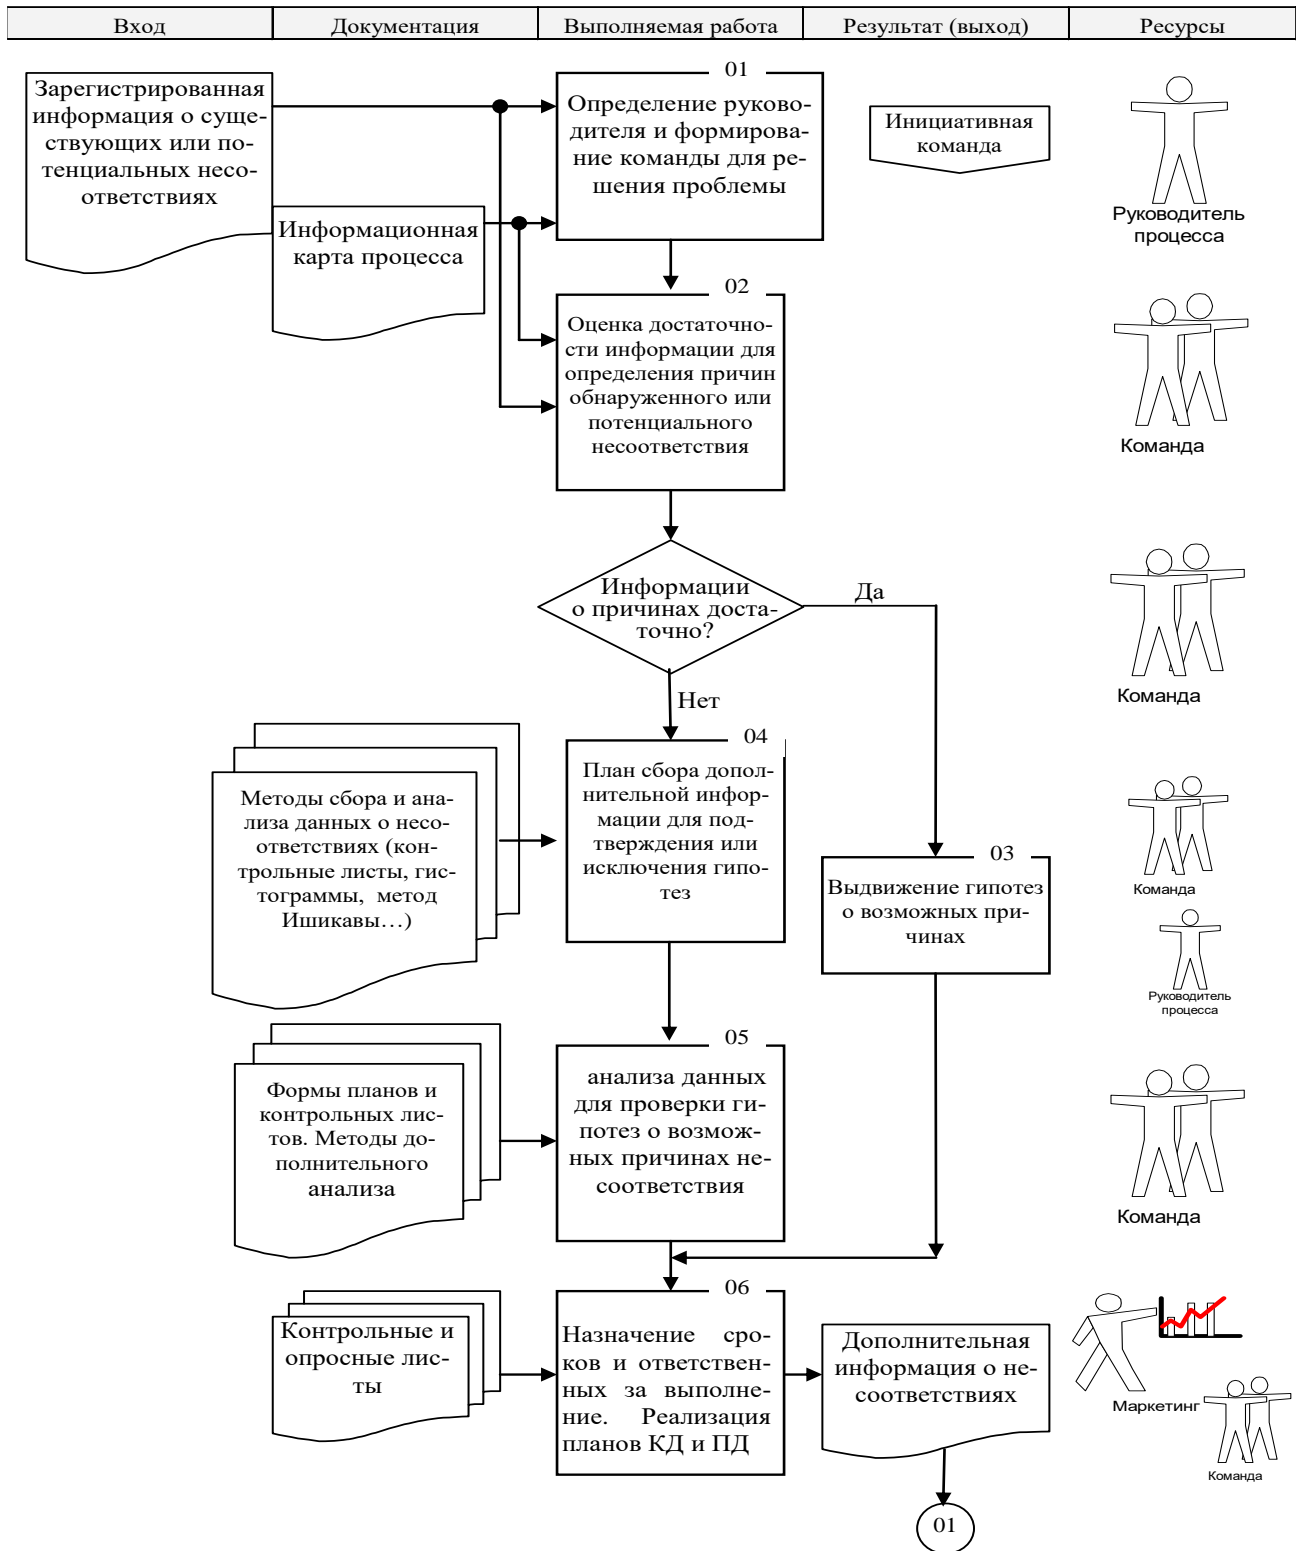 Вход
Документация
Выполняемая работа
Результат (выход)
Ресурсы
Зарегистрированная
информация о суще-
ствующих или по-
тенциальных несо-
ответствиях
Информационная
карта процесса
01
Определение руково-
дителя и формирова-
ние команды для ре-
шения проблемы
Инициативная
команда
Руководитель
процесса
02
Оценка достаточно-
сти информации для
определения причин
обнаруженного или
потенциального
несоответствия
Команда
Информации
о причинах доста-
точно?
Да
Нет
Команда
Методы сбора и ана-
лиза данных о несо-
ответствиях (кон-
трольные листы, гис-
тограммы, метод
Ишикавы...)
04
План сбора допол-
нительной инфор-
мации для под-
тверждения или
исключения гипо-
тез
03
Выдвижение гипотез
о возможных при-
чинах
Команда
Руководитель
процесса
Формы планов и
контрольных лис-
тов. Методы до-
полнительного
анализа
05
анализа данных
для проверки ги-
потез о возмож-
ных причинах не-
соответствия
Команда
Контрольные и
опросные лис-
ты
06
Назначение сро-
ков и ответствен-
ных за выполне-
ние. Реализация
планов КД и ПД
Дополнительная
информация о не-
соответствиях
Маркетинг
Команда
01